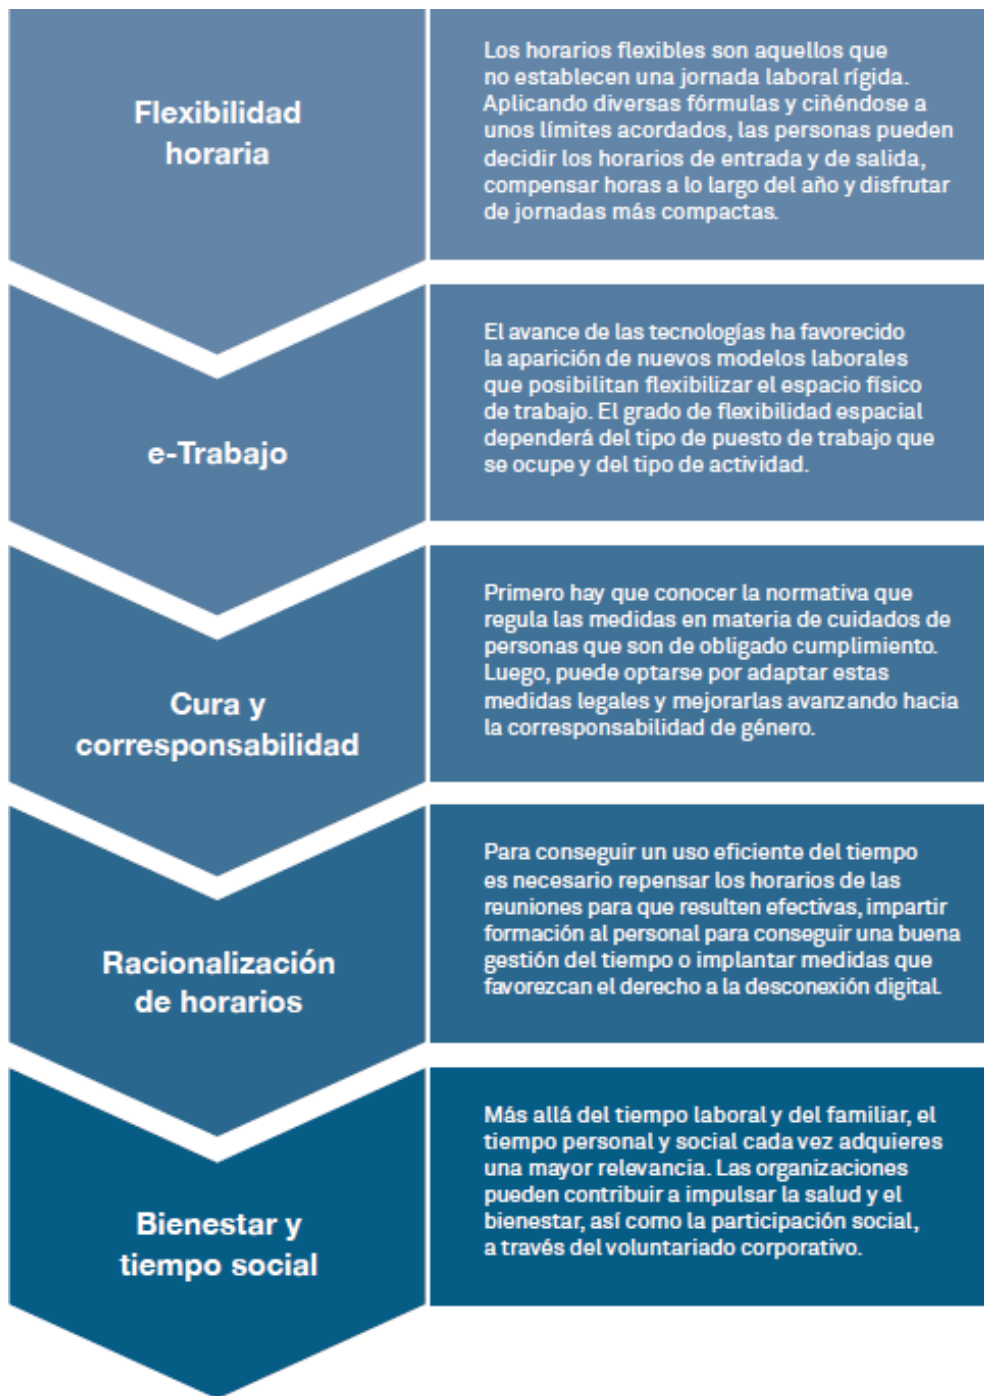 Flexibilidad
horaria
Los horarios flexibles son aquellos que
no establecen una jornada laboral rígida.
Aplicando diversas fórmulas y ciñéndose a
unos límites acordados, las personas pueden
decidir los horarios de entrada y de salida,
compensar horas a lo largo del año y disfrutar
de jornadas más compactas.
e-Trabajo
El avance de las tecnologías ha favorecido
la aparición de nuevos modelos laborales
que posibilitan flexibilizar el espacio físico
de trabajo. El grado de flexibilidad espacial
dependerá del tipo de puesto de trabajo que
se ocupe y del tipo de actividad.
Cura y
corresponsabilidad
Primero hay que conocer la normativa que
regula las medidas en materia de cuidados de
personas que son de obligado cumplimiento.
Luego, puede optarse por adaptar estas
medidas legales y mejorarlas avanzando hacia
la corresponsabilidad de género.
Racionalización
de horarios
Para conseguir un uso eficiente del tiempo
es necesario repensar los horarios de las
reuniones para que resulten efectivas, impartir
formación al personal para conseguir una buena
gestión del tiempo o implantar medidas que
favorezcan el derecho a la desconexión digital.
Bienestar y
tiempo social
Más allá del tiempo laboral y del familiar, el
tiempo personal y social cada vez adquieres
una mayor relevancia. Las organizaciones
pueden contribuir a impulsar la salud y el
bienestar, así como la participación social,
a través del voluntariado corporativo.